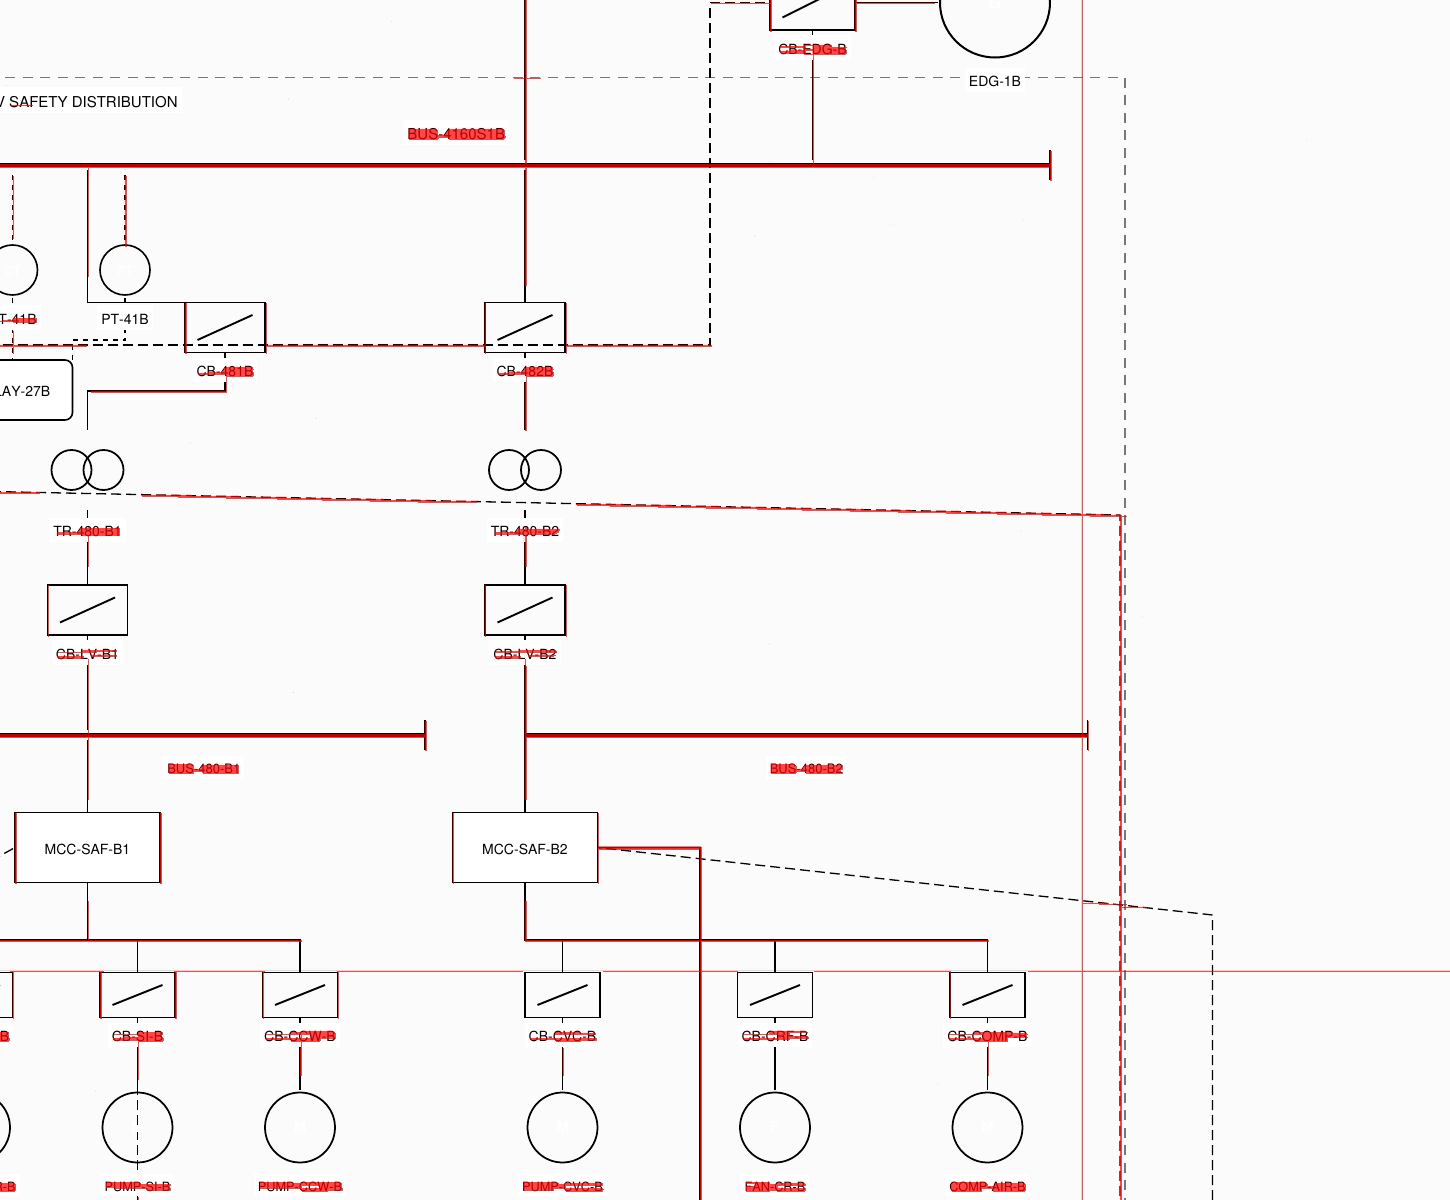 CB-EDG-B
EDG-1B
V SAFETY DISTRIBUTION
BUS-4160S1B
T-41B
PT-41B
CB-481B
CB-482B
LAY-27B
TR-480-B1
TR-480-B2
CB-LV-B1
CB-LV-B2
BUS-480-B1
BUS-480-B2
MCC-SAF-B1
MCC-SAF-B2
B
CB-SI-B
CB-CCW-B
CB-CVC-B
CB-CRF-B
CB-COMP-B
-B
PUMP-SI-B
PUMP-CCW-B
PUMP-CVC-B
FAN-CR-B
COMP-AIR-B